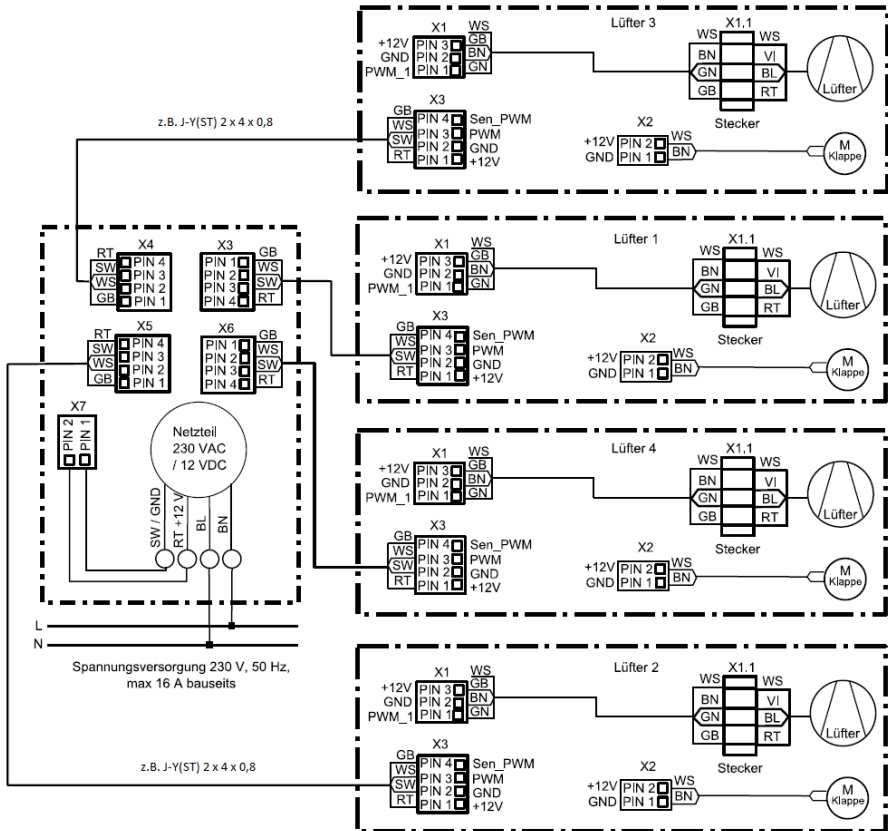 X1
WS
Lüfter 3
X1,1
+12V PIN 3 GB
GND PIN 2 BN
PWM_1 PIN 1 GN
WS WS
BN VI
GN BL
GB RT
Lüfter
Stecker
X3
GB PIN 4 Sen_PWM
WS PIN 3 PWM
SW PIN 2 GND
RT PIN 1 +12V
X2
+12V PIN 2 WS
GND PIN 1 BN
M
Klappe
z.B. J-Y(ST) 2 x 4 x 0,8
X4
RT PIN 4
SW PIN 3
WS PIN 2
GB PIN 1
X3
PIN 1 GB
PIN 2 WS
PIN 3 SW
PIN 4 RT
X5
RT PIN 4
SW PIN 3
WS PIN 2
GB PIN 1
X6
PIN 1 GB
PIN 2 WS
PIN 3 SW
PIN 4 RT
X7
PIN 2
PIN 1
Netzteil
230 VAC
/ 12 VDC
SW / GND
RT +12 V
BL
BN
L
N
Spannungsversorgung 230 V, 50 Hz,
max 16 A bauseits
X1
WS
Lüfter 1
X1.1
+12V PIN 3 GB
GND PIN 2 BN
PWM_1 PIN 1 GN
WS WS
BN VI
GN BL
GB RT
Lüfter
Stecker
X3
GB PIN 4 Sen_PWM
WS PIN 3 PWM
SW PIN 2 GND
RT PIN 1 +12V
X2
+12V PIN 2 WS
GND PIN 1 BN
M
Klappe
X1
WS
Lüfter 4
X1,1
+12V PIN 3 GB
GND PIN 2 BN
PWM_1 PIN 1 GN
WS WS
BN VI
GN BL
GB RT
Lüfter
Stecker
X3
GB PIN 4 Sen_PWM
WS PIN 3 PWM
SW PIN 2 GND
RT PIN 1 +12V
X2
+12V PIN 2 WS
GND PIN 1 BN
M
Klappe
X1
WS
Lüfter 2
X1.1
+12V PIN 3 GB
GND PIN 2 BN
PWM_1 PIN 1 GN
WS WS
BN VI
GN BL
GB RT
Lüfter
Stecker
X3
GB PIN 4 Sen_PWM
WS PIN 3 PWM
SW PIN 2 GND
RT PIN 1 +12V
X2
+12V PIN 2 WS
GND PIN 1 BN
M
Klappe
z.B. J-Y(ST) 2 x 4 x 0,8